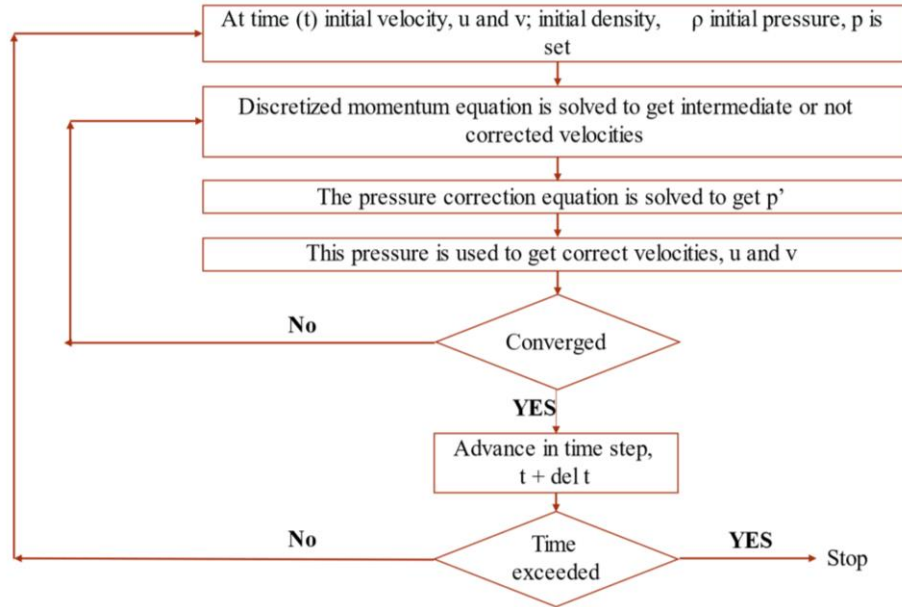 At time (t) initial velocity, u and v; initial density, ρ initial pressure, p is
set
Discretized momentum equation is solved to get intermediate or not
corrected velocities
The pressure correction equation is solved to get p’
This pressure is used to get correct velocities, u and v
No
Converged
YES
Advance in time step,
t + del t
No
Time
exceeded
YES
Stop